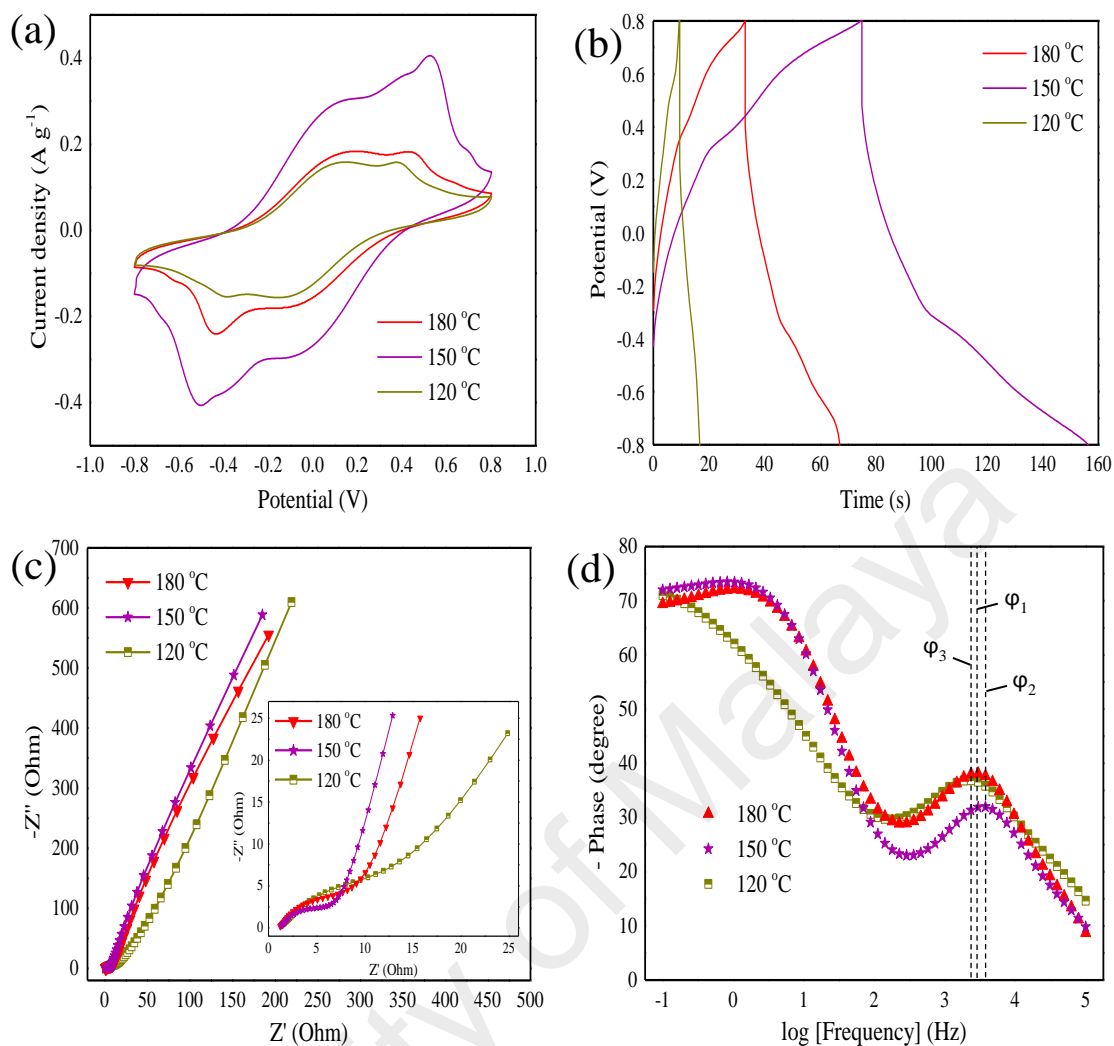 (a)
0.4
0.2
0.0
-0.2
-0.4
Current density (A g⁻¹)
180 °C
150 °C
120 °C
-1.0 -0.8 -0.6 -0.4 -0.2 0.0 0.2 0.4 0.6 0.8 1.0
Potential (V)
(b)
0.8
0.6
0.4
0.2
0.0
-0.2
-0.4
-0.6
-0.8
Potential (V)
180 °C
150 °C
120 °C
0 20 40 60 80 100 120 140 160
Time (s)
(c)
700
600
500
400
300
200
100
0
-Z'' (Ohm)
180 °C
150 °C
120 °C
25
20
15
10
5
0
-Z'' (Ohm)
180 °C
150 °C
120 °C
0 5 10 15 20 25
Z' (Ohm)
0 50 100 150 200 250 300 350 400 450 500
Z' (Ohm)
(d)
80
70
60
50
40
30
20
10
0
- Phase (degree)
φ₁
φ₃
φ₂
180 °C
150 °C
120 °C
-1 0 1 2 3 4 5
log [Frequency] (Hz)
ity of Malaya